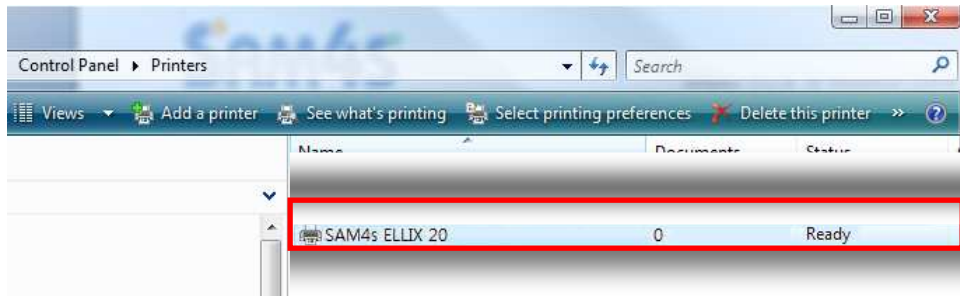 SAM4s
Control Panel ▸ Printers Search
Views Add a printer See what's printing Select printing preferences Delete this printer »
Name Documents Status
SAM4s ELLIX 20 0 Ready